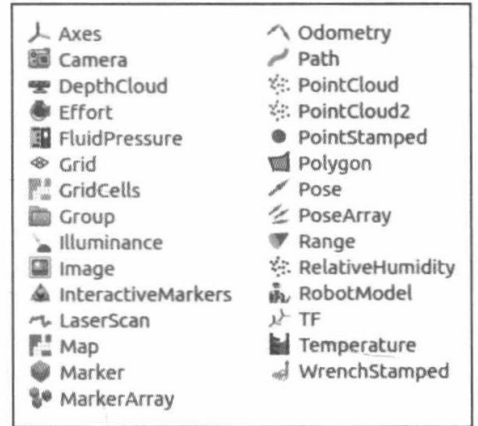 Axes
Camera
DepthCloud
Effort
FluidPressure
Grid
GridCells
Group
Illuminance
Image
InteractiveMarkers
LaserScan
Map
Marker
MarkerArray
Odometry
Path
PointCloud
PointCloud2
PointStamped
Polygon
Pose
PoseArray
Range
RelativeHumidity
RobotModel
TF
Temperature
WrenchStamped